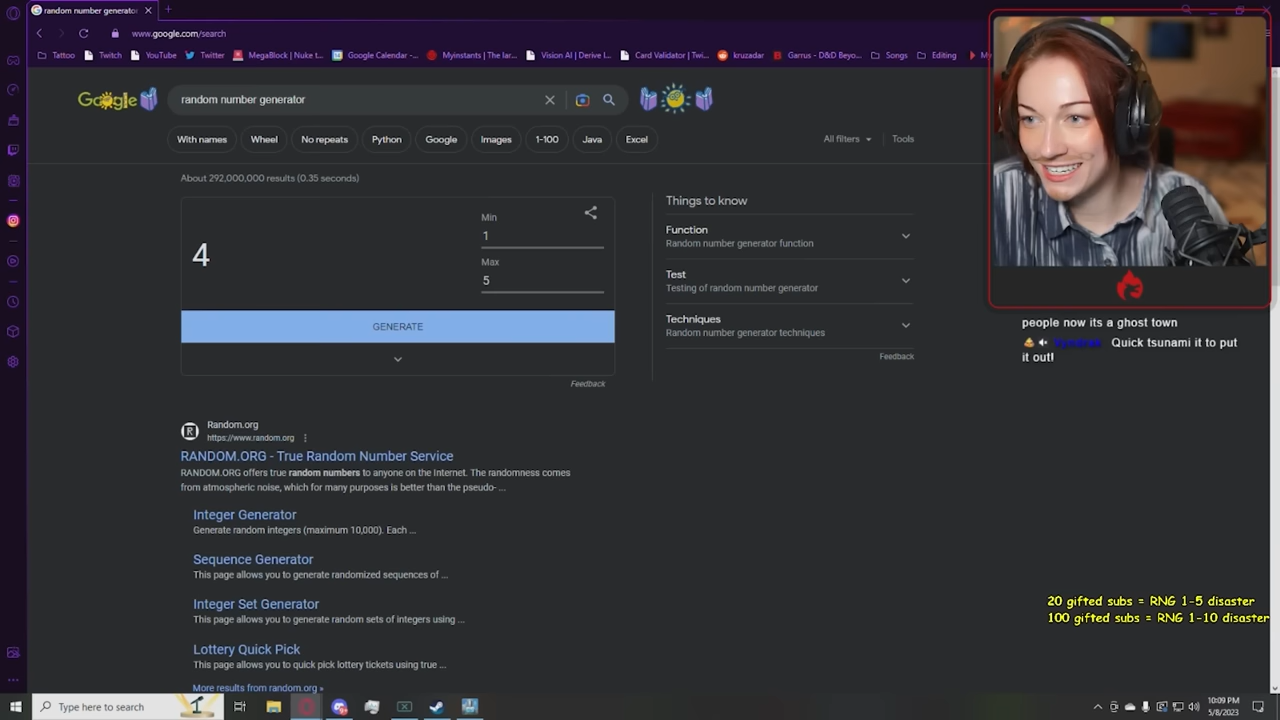 random number generator
www.google.com/search
Tattoo
Twitch
YouTube
Twitter
MegaBlock | Nuke t...
Google Calendar -...
Myinstants | The lar...
Vision AI | Derive I...
Card Validator | Twi...
kruzadar
Garrus - D&D Beyo...
Songs
Editing
Google
random number generator
With names
Wheel
No repeats
Python
Google
Images
1-100
Java
Excel
All filters
Tools
About 292,000,000 results (0.35 seconds)
4
Min
1
Max
5
GENERATE
Feedback
Things to know
Function
Random number generator function
Test
Testing of random number generator
Techniques
Random number generator techniques
Feedback
people now its a ghost town
Quick tsunami it to put
it out!
Random.org
https://www.random.org
RANDOM.ORG - True Random Number Service
RANDOM.ORG offers true random numbers to anyone on the Internet. The randomness comes
from atmospheric noise, which for many purposes is better than the pseudo- ...
Integer Generator
Generate random integers (maximum 10,000). Each ...
Sequence Generator
This page allows you to generate randomized sequences of ...
Integer Set Generator
This page allows you to generate random sets of integers using ...
Lottery Quick Pick
This page allows you to quick pick lottery tickets using true ...
More results from random.org »
20 gifted subs = RNG 1-5 disaster
100 gifted subs = RNG 1-10 disaster
Type here to search
10:09 PM
5/8/2023